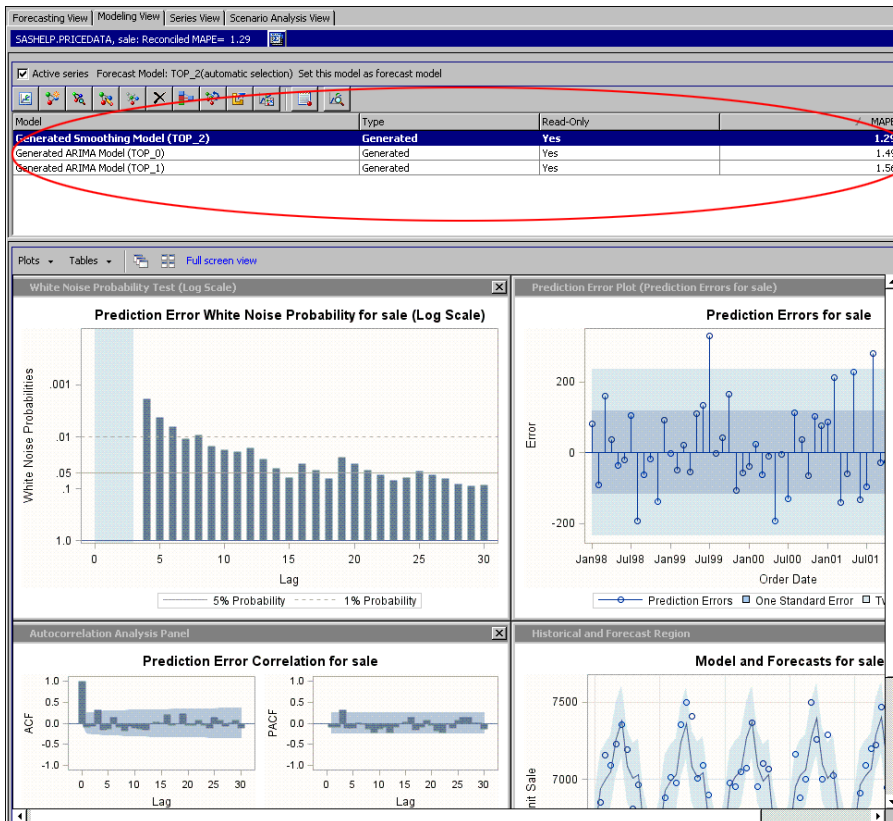 Forecasting View Modeling View Series View Scenario Analysis View
SASHELP.PRICEDATA, sale: Reconciled MAPE= 1.29
Active series Forecast Model: TOP_2(automatic selection) Set this model as forecast model
Model Type Read-Only MAPE
Generated Smoothing Model (TOP_2) Generated Yes 1.29
Generated ARIMA Model (TOP_0) Generated Yes 1.49
Generated ARIMA Model (TOP_1) Generated Yes 1.56
Plots Tables Full screen view
White Noise Probability Test (Log Scale)
Prediction Error White Noise Probability for sale (Log Scale)
White Noise Probabilities
.001
.01
.05
.1
1.0
0 5 10 15 20 25 30
Lag
5% Probability 1% Probability
Prediction Error Plot (Prediction Errors for sale)
Prediction Errors for sale
Error
200
0
-200
Jan98 Jul98 Jan99 Jul99 Jan00 Jul00 Jan01 Jul01
Order Date
Prediction Errors One Standard Error
Autocorrelation Analysis Panel
Prediction Error Correlation for sale
ACF
1.0
0.5
0.0
-0.5
-1.0
0 5 10 15 20 25 30
Lag
PACF
1.0
0.5
0.0
-0.5
-1.0
0 5 10 15 20 25 30
Lag
Historical and Forecast Region
Model and Forecasts for sale
nit Sale
7500
7000